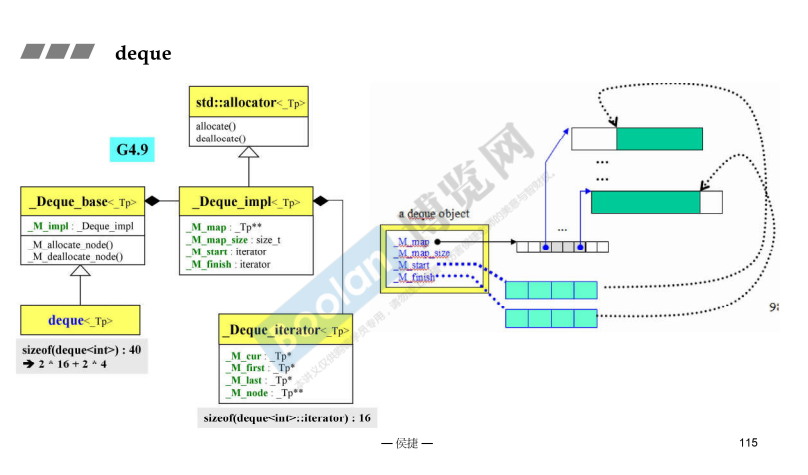 deque
std::allocator<_Tp>
allocate()
deallocate()
G4.9
_Deque_base<_Tp>
_M_impl : _Deque_impl
_M_allocate_node()
_M_deallocate_node()
_Deque_impl<_Tp>
_M_map : _Tp**
_M_map_size : size_t
_M_start : iterator
_M_finish : iterator
deque<_Tp>
sizeof(deque<int>) : 40
➔ 2 * 16 + 2 * 4
_Deque_iterator<_Tp>
_M_cur : _Tp*
_M_first : _Tp*
_M_last : _Tp*
_M_node : _Tp**
sizeof(deque<int>::iterator) : 16
a deque object
_M_map
_M_map_size
_M_start
_M_finish
...
...
...
boolan 博览网
— 侯捷 —
115